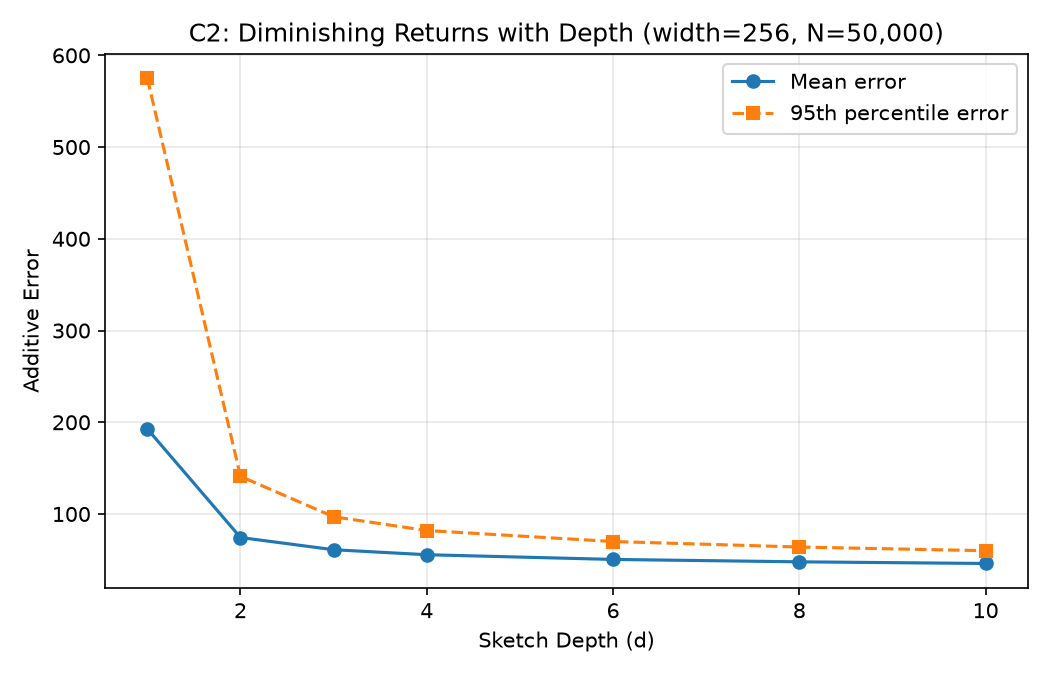 C2: Diminishing Returns with Depth (width=256, N=50,000)
Mean error
95th percentile error
Additive Error
600
500
400
300
200
100
2 4 6 8 10
Sketch Depth (d)